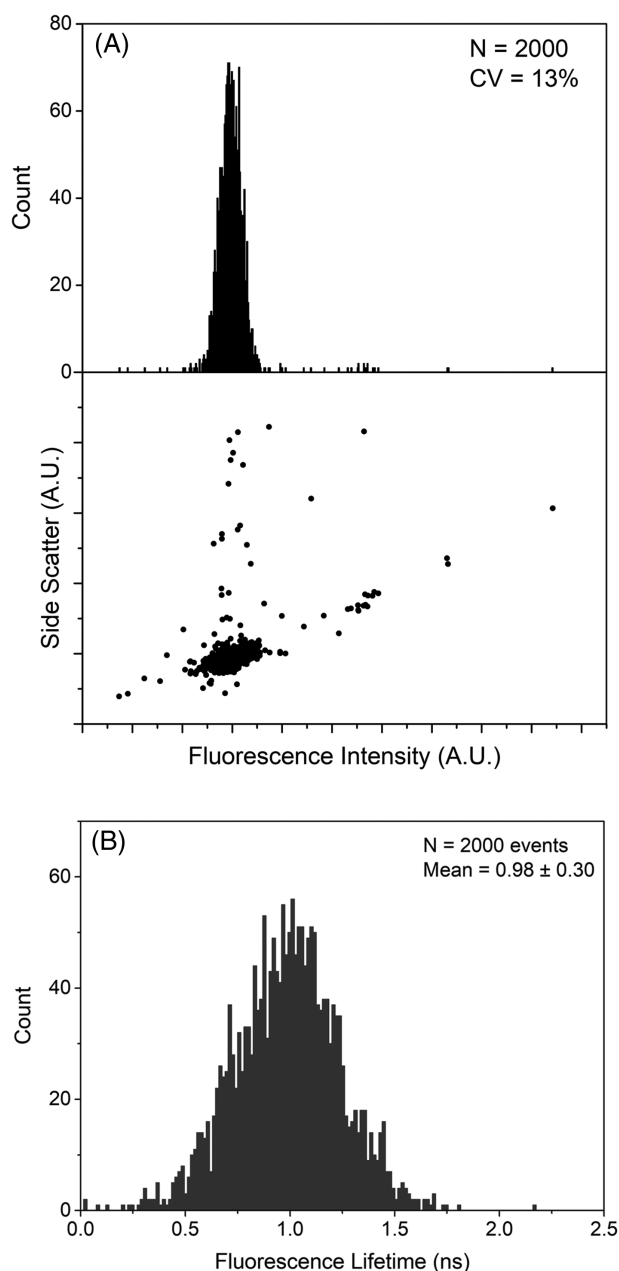 (A)
N = 2000
CV = 13%
80
60
40
20
0
Count
Side Scatter (A.U.)
Fluorescence Intensity (A.U.)
(B)
N = 2000 events
Mean = 0.98 ± 0.30
60
40
20
0
Count
0.0 0.5 1.0 1.5 2.0 2.5
Fluorescence Lifetime (ns)